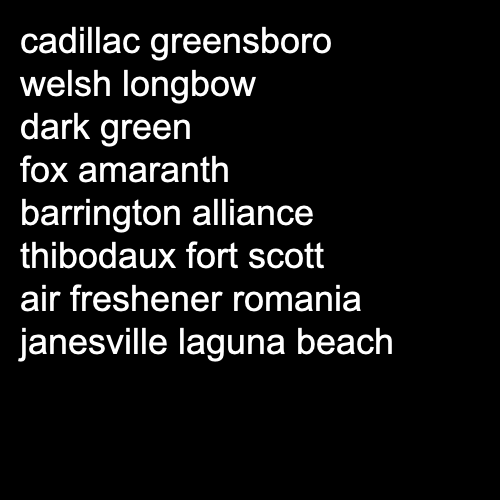 cadillac greensboro
welsh longbow
dark green
fox amaranth
barrington alliance
thibodaux fort scott
air freshener romania
janesville laguna beach